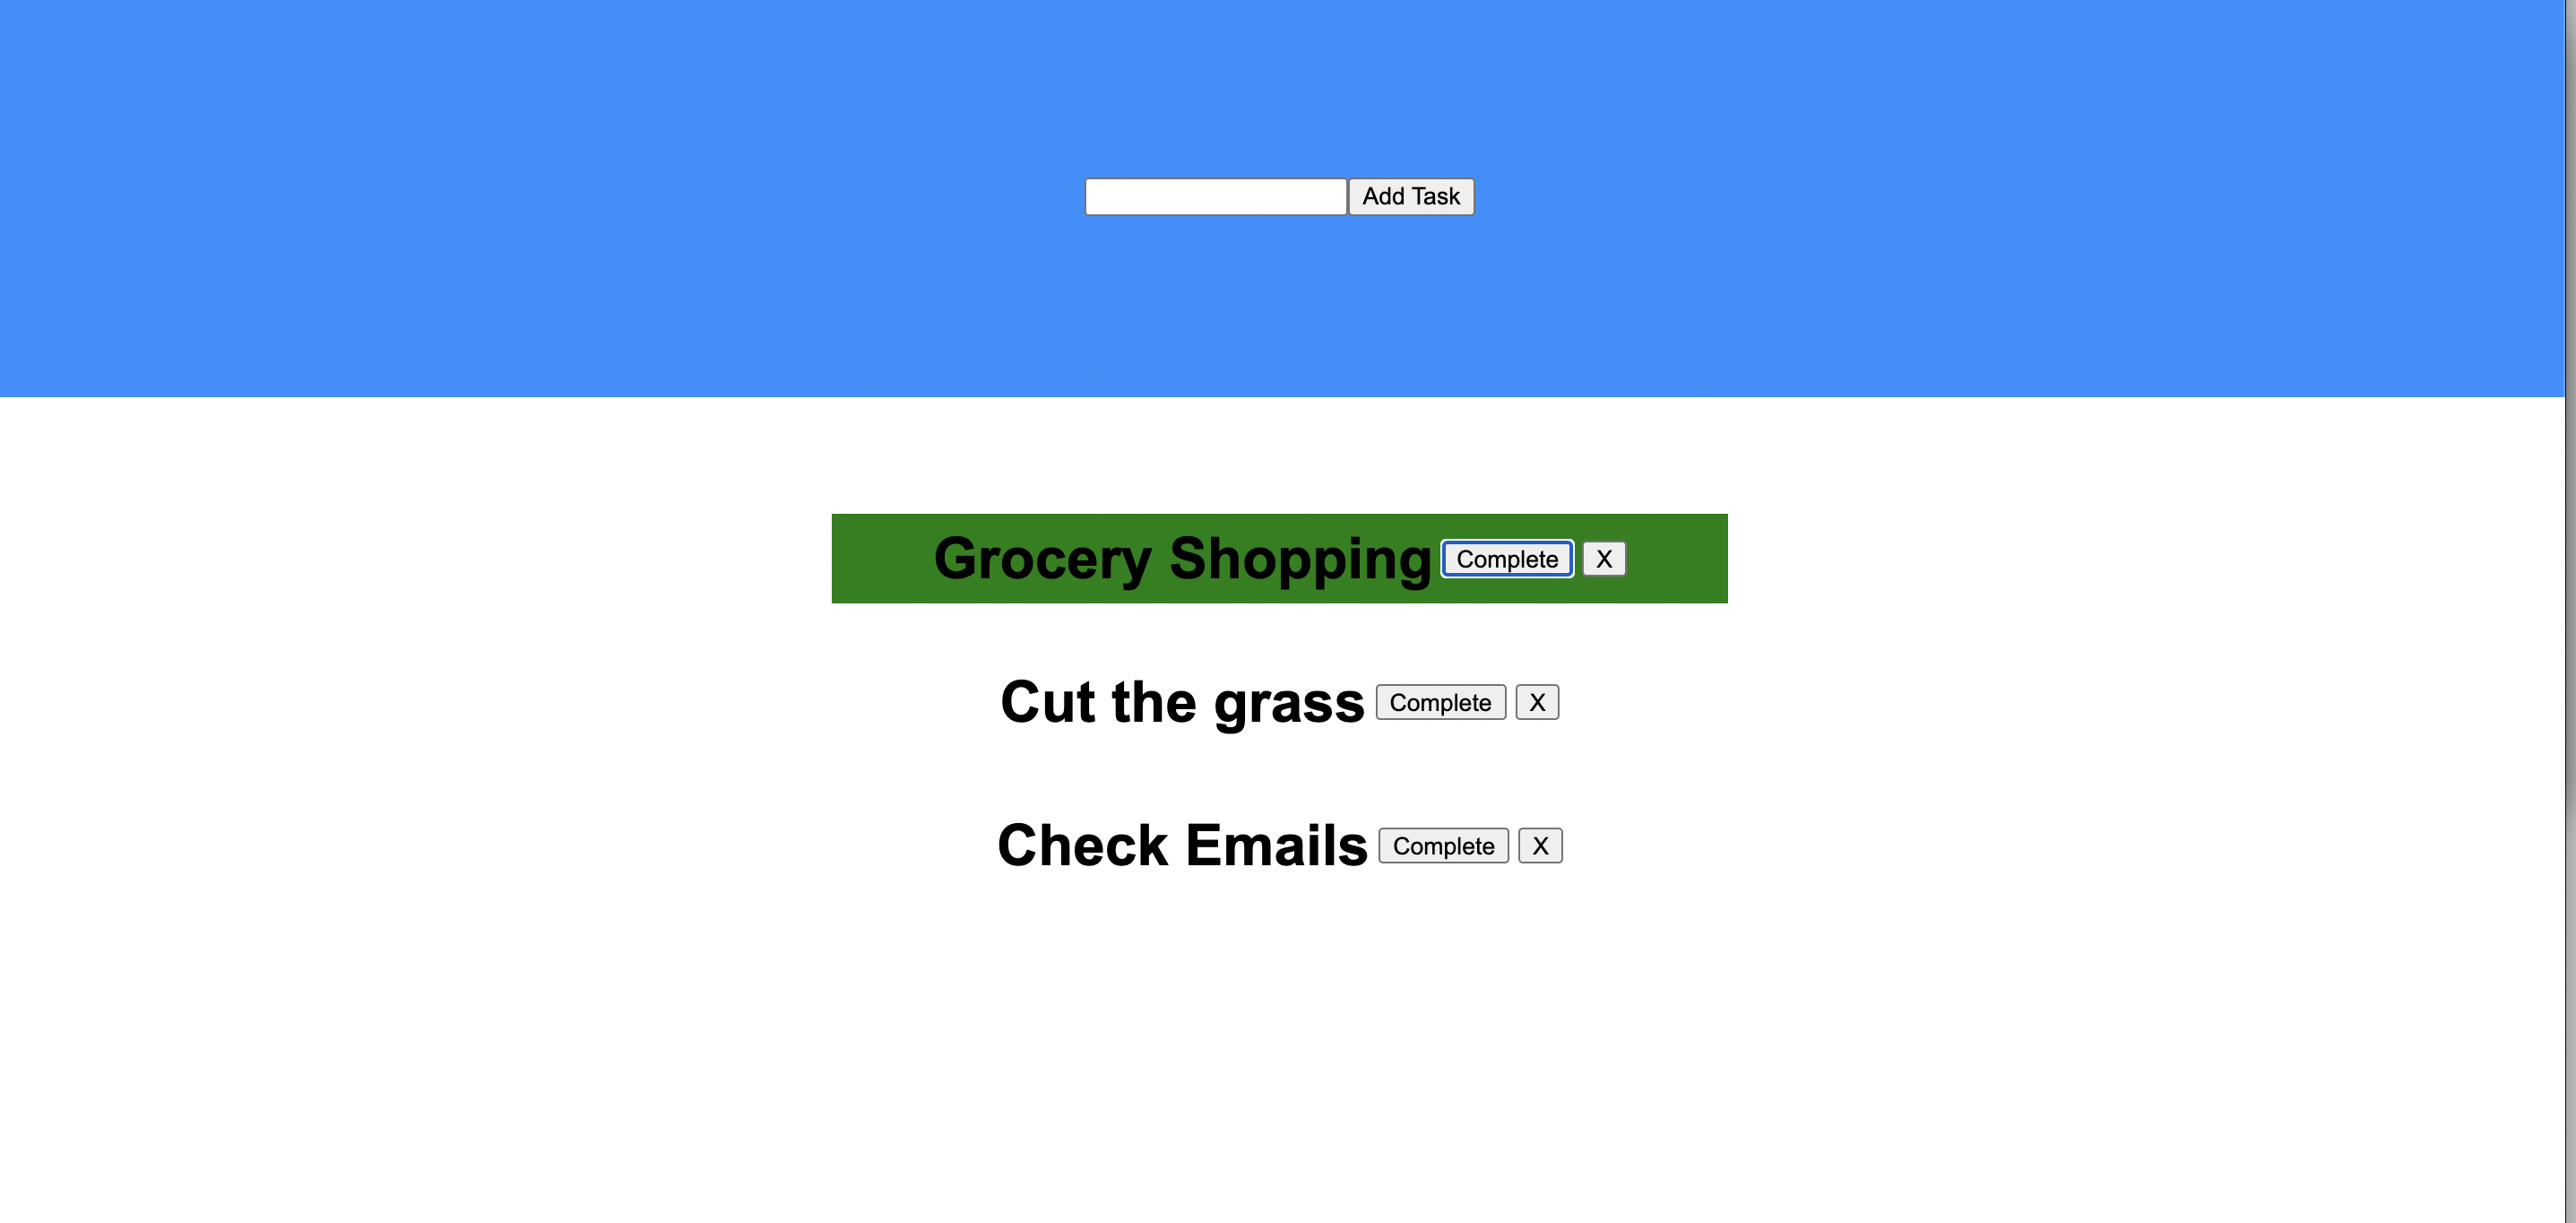 Add Task
Grocery Shopping Complete X
Cut the grass Complete X
Check Emails Complete X